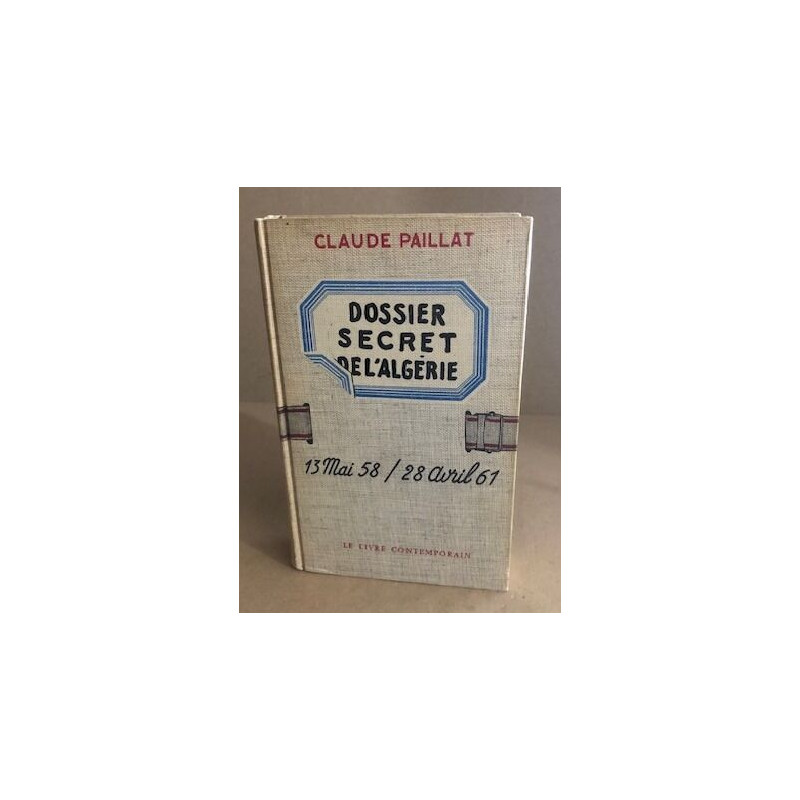 CLAUDE PAILLAT
DOSSIER
SECRET
DE L'ALGÉRIE
13 Mai 58 / 28 avril 61
LE LIVRE CONTEMPORAIN